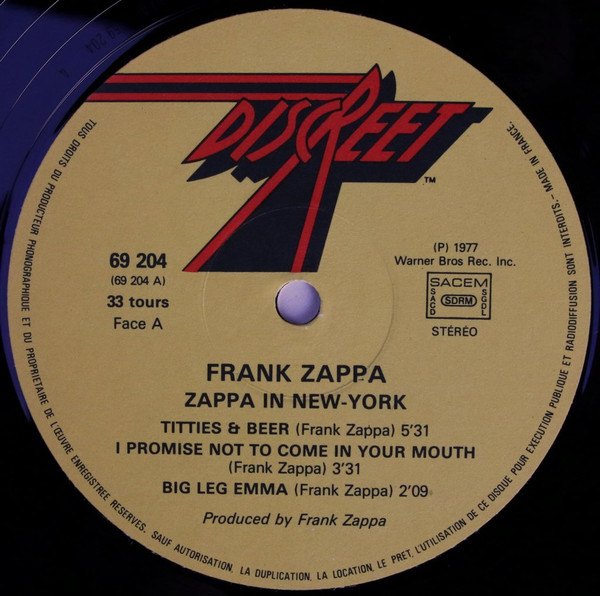 DISCREET
TM
69 204
(69 204 A)
33 tours
Face A
(P) 1977
Warner Bros Rec. Inc.
SACEM
SACD
SDRM
SGDL
STÉRÉO
FRANK ZAPPA
ZAPPA IN NEW-YORK
TITTIES & BEER (Frank Zappa) 5'31
I PROMISE NOT TO COME IN YOUR MOUTH
(Frank Zappa) 3'31
BIG LEG EMMA (Frank Zappa) 2'09
Produced by Frank Zappa
TOUS DROITS DU PRODUCTEUR PHONOGRAPHIQUE ET DU PROPRIETAIRE DE L'ŒUVRE ENREGISTREE RESERVES. SAUF AUTORISATION, LA DUPLICATION, LA LOCATION, LE PRET, L'UTILISATION DE CE DISQUE POUR EXECUTION PUBLIQUE ET RADIODIFFUSION SONT INTERDITS. - MADE IN FRANCE.